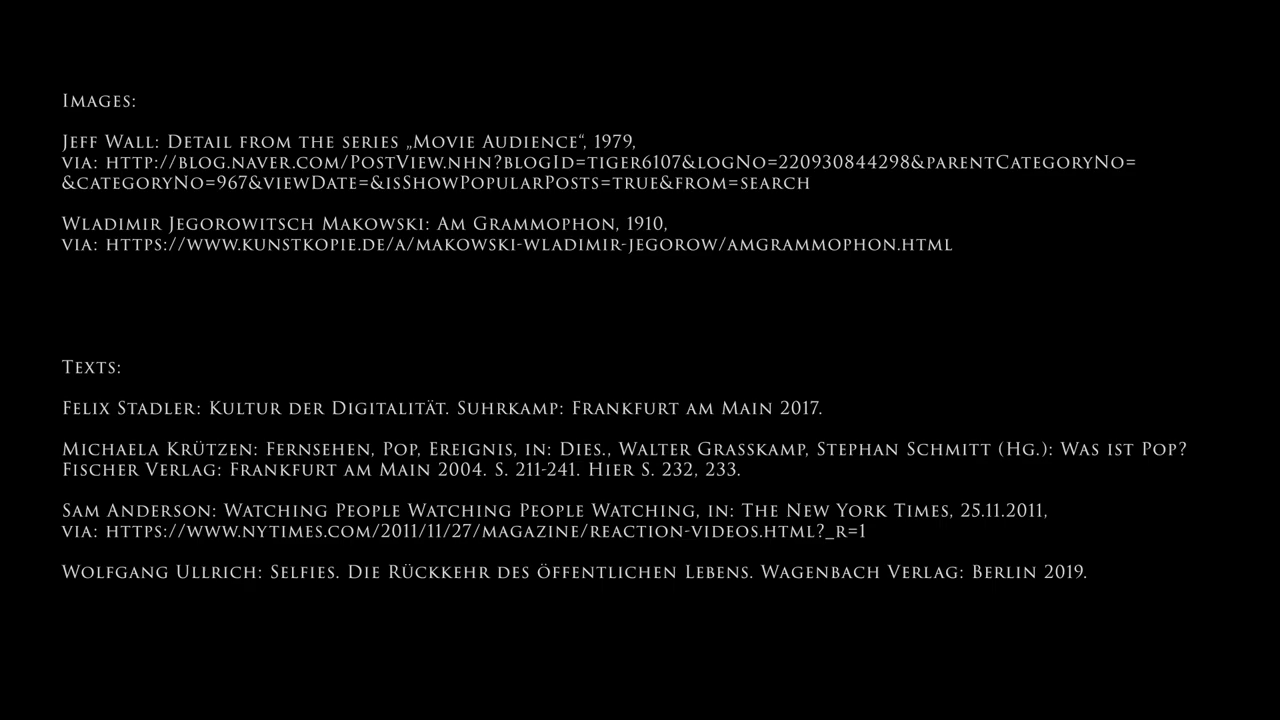 Images:
Jeff Wall: Detail from the series „Movie Audience“, 1979,
via: http://blog.naver.com/PostView.nhn?blogId=tiger6107&logNo=220930844298&parentCategoryNo=
&categoryNo=967&viewDate=&isShowPopularPosts=true&from=search
Wladimir Jegorowitsch Makowski: Am Grammophon, 1910,
via: https://www.kunstkopie.de/a/makowski-wladimir-jegorow/amgrammophon.html
Texts:
Felix Stadler: Kultur der Digitalität. Suhrkamp: Frankfurt am Main 2017.
Michaela Krützen: Fernsehen, Pop, Ereignis, in: Dies., Walter Grasskamp, Stephan Schmitt (Hg.): Was ist Pop?
Fischer Verlag: Frankfurt am Main 2004. S. 211-241. Hier S. 232, 233.
Sam Anderson: Watching People Watching People Watching, in: The New York Times, 25.11.2011,
via: https://www.nytimes.com/2011/11/27/magazine/reaction-videos.html?_r=1
Wolfgang Ullrich: Selfies. Die Rückkehr des öffentlichen Lebens. Wagenbach Verlag: Berlin 2019.